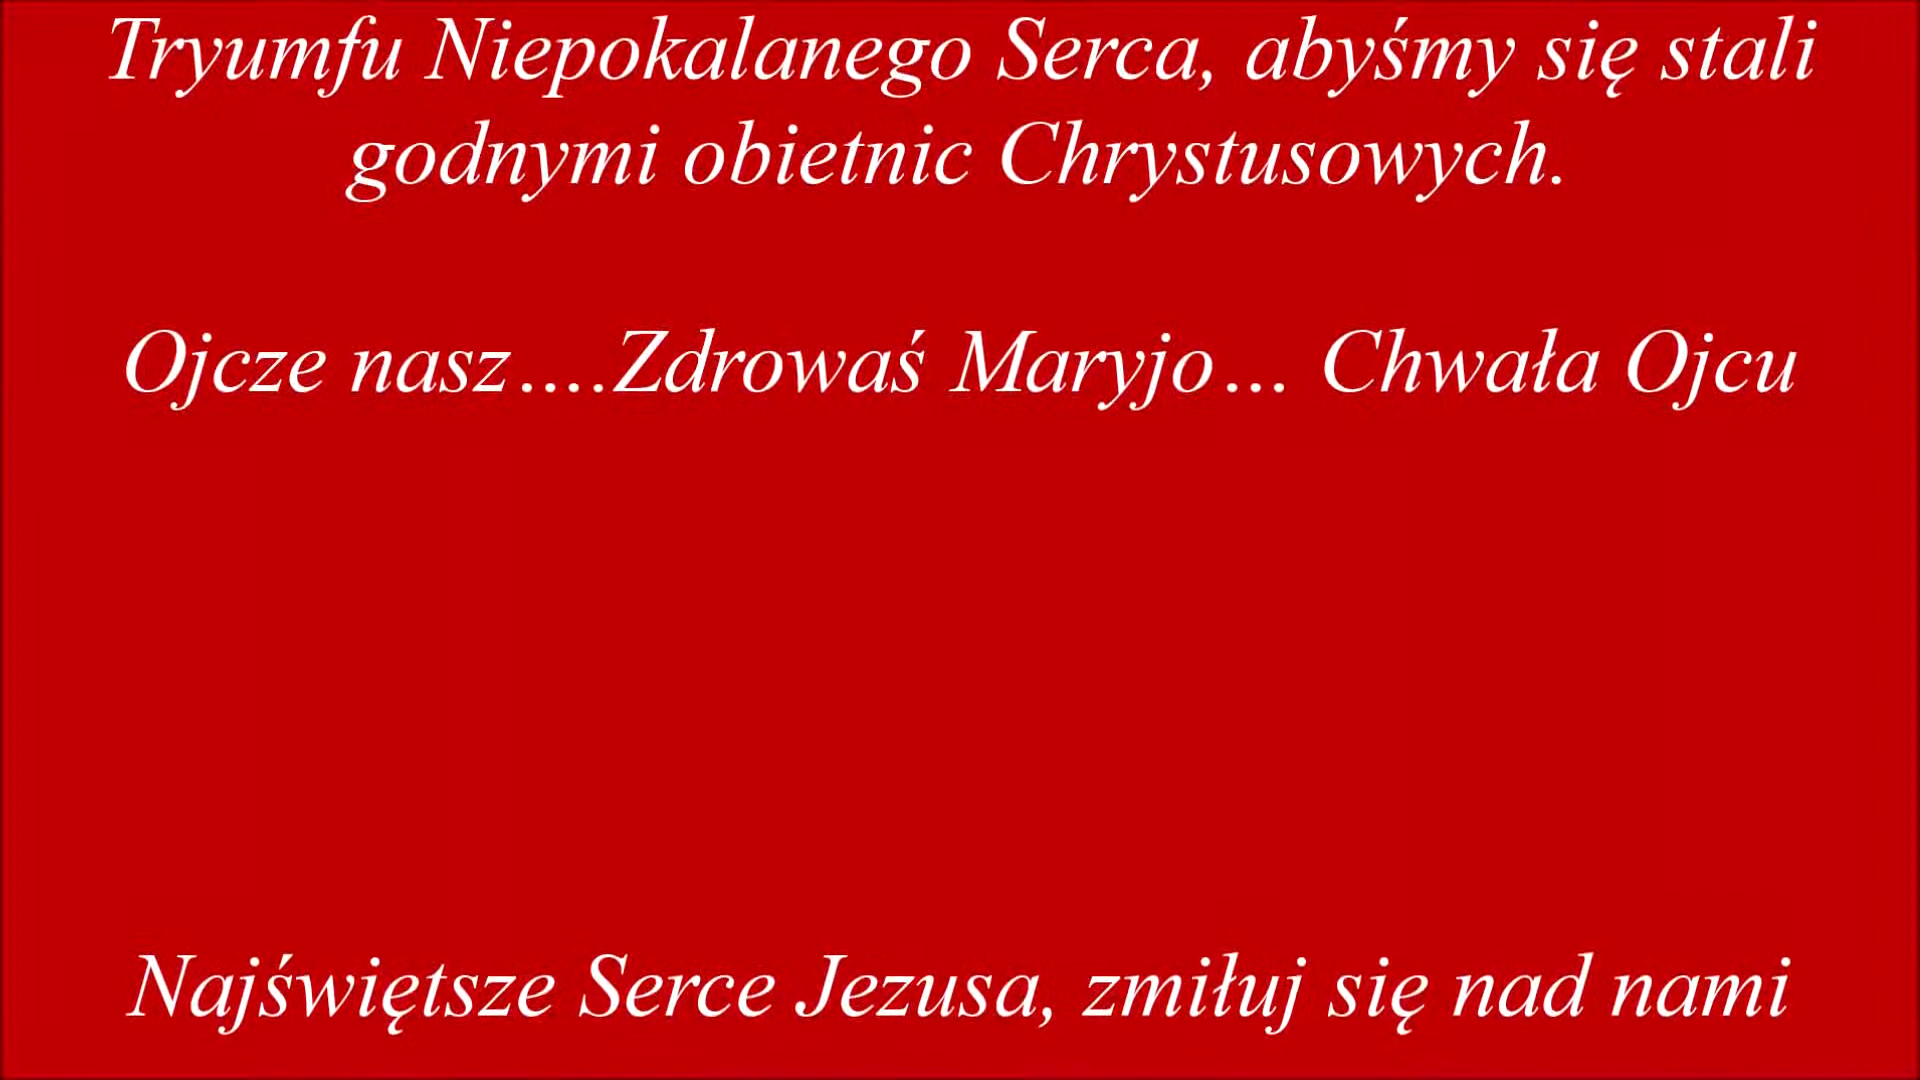 Tryumfu Niepokalanego Serca, abyśmy się stali
godnymi obietnic Chrystusowych.
Ojcze nasz....Zdrowaś Maryjo... Chwała Ojcu
Najświętsze Serce Jezusa, zmiłuj się nad nami